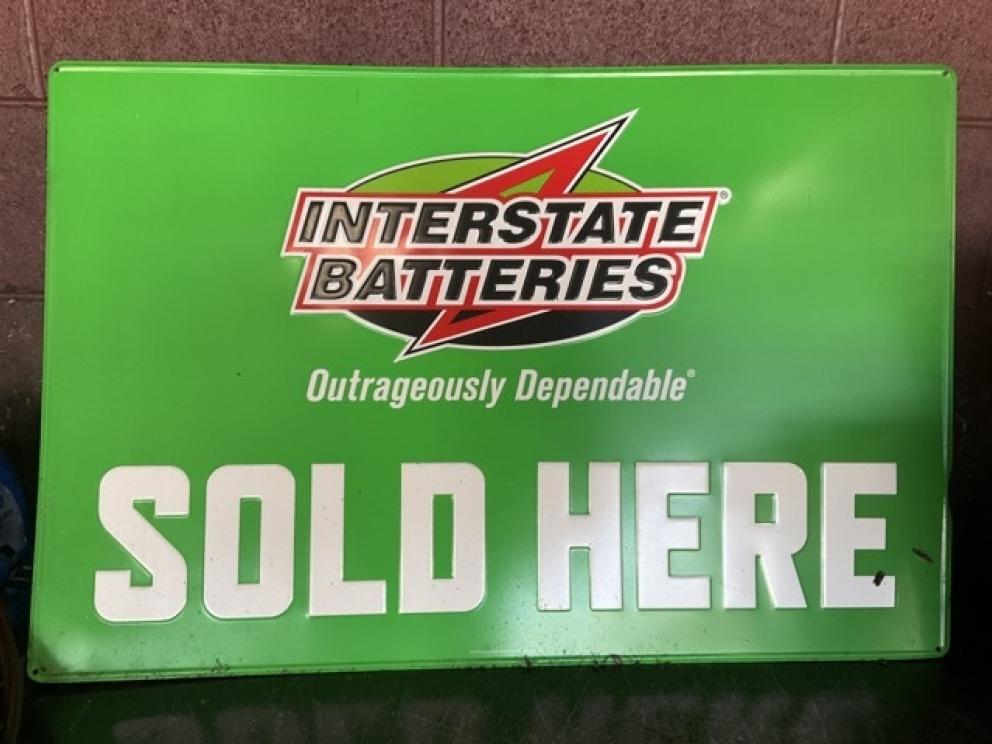 INTERSTATE®
BATTERIES
Outrageously Dependable®
SOLD HERE